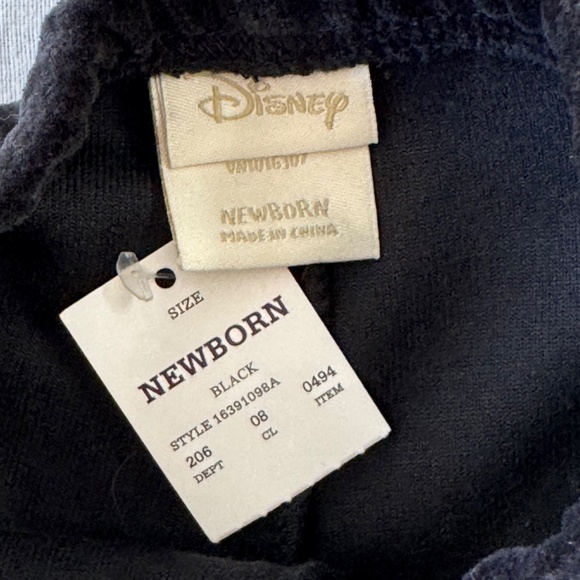 Disney
NEWBORN
MADE IN CHINA
SIZE
NEWBORN
BLACK
STYLE 16391098A
206 08 0494
DEPT CL ITEM